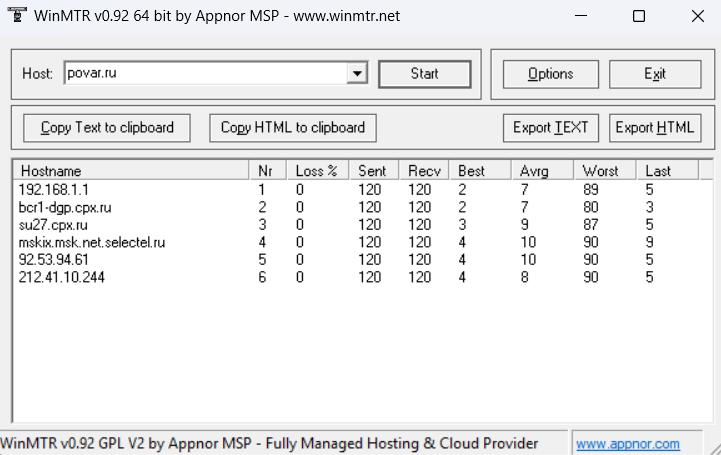 WinMTR v0.92 64 bit by Appnor MSP - www.winmtr.net
Host: povar.ru Start Options Exit
Copy Text to clipboard Copy HTML to clipboard Export TEXT Export HTML
Hostname Nr Loss % Sent Recv Best Avrg Worst Last
192.168.1.1 1 0 120 120 2 7 89 5
bcr1-dgp.cpx.ru 2 0 120 120 2 7 80 3
su27.cpx.ru 3 0 120 120 3 9 87 5
mskix.msk.net.selectel.ru 4 0 120 120 4 10 90 9
92.53.94.61 5 0 120 120 4 10 90 5
212.41.10.244 6 0 120 120 4 8 90 5
WinMTR v0.92 GPL V2 by Appnor MSP - Fully Managed Hosting & Cloud Provider www.appnor.com